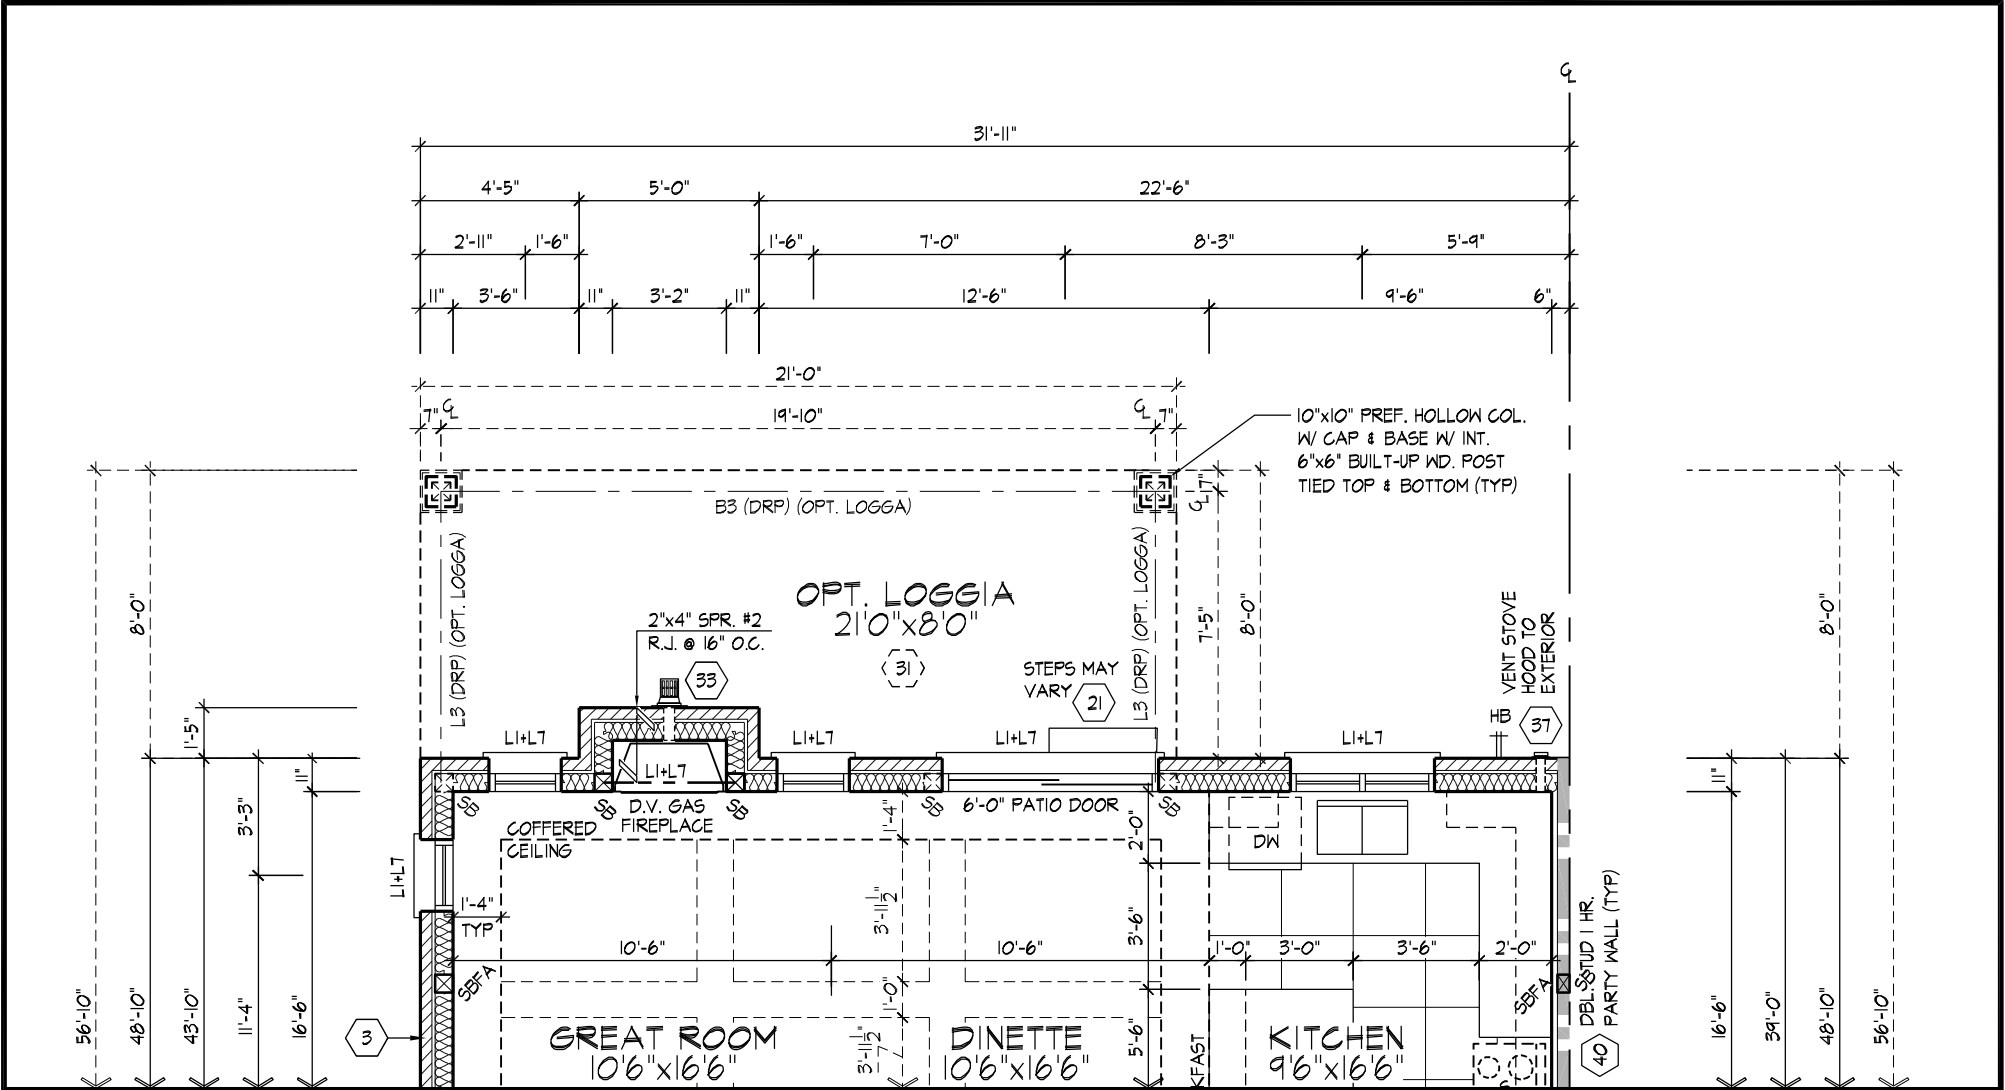 CL
31'-11"
4'-5" 5'-0" 22'-6"
2'-11" 1'-6" 1'-6" 7'-0" 8'-3" 5'-9"
11" 3'-6" 11" 3'-2" 11" 12'-6" 9'-6" 6"
21'-0"
7" CL 19'-10" CL 7"
10"x10" PREF. HOLLOW COL.
W/ CAP & BASE W/ INT.
6"x6" BUILT-UP WD. POST
TIED TOP & BOTTOM (TYP)
B3 (DRP) (OPT. LOGGA)
CL 7"
L3 (DRP) (OPT. LOGGA)
L3 (DRP) (OPT. LOGGA)
OPT. LOGGIA
21'0"x8'0"
31
2"x4" SPR. #2
R.J. @ 16" O.C.
33
STEPS MAY
VARY
21
7'-5"
8'-0"
VENT STOVE
HOOD TO
EXTERIOR
HB
37
8'-0"
8'-0"
1'-5"
11"
3'-3"
11"
L1+L7
L1+L7
L1+L7
L1+L7
L1+L7
SB
SB
SB
SB
SB
D.V. GAS
FIREPLACE
6'-0" PATIO DOOR
COFFERED
CEILING
1'-4"
2'-0"
DW
L1+L7
1'-4"
TYP
3'-11 1/2"
3'-6"
10'-6" 10'-6" 1'-0" 3'-0" 3'-6" 2'-0"
SBFA
SBFA
SB
DBL. STUD 1 HR.
PARTY WALL (TYP)
40
56'-10"
48'-10"
43'-10"
11'-4"
16'-6"
3
1'-0"
3'-11 1/2"
7'
5'-6"
GREAT ROOM
10'6"x16'6"
DINETTE
10'6"x16'6"
KFAST
KITCHEN
9'6"x16'6"
16'-6"
39'-0"
48'-10"
56'-10"